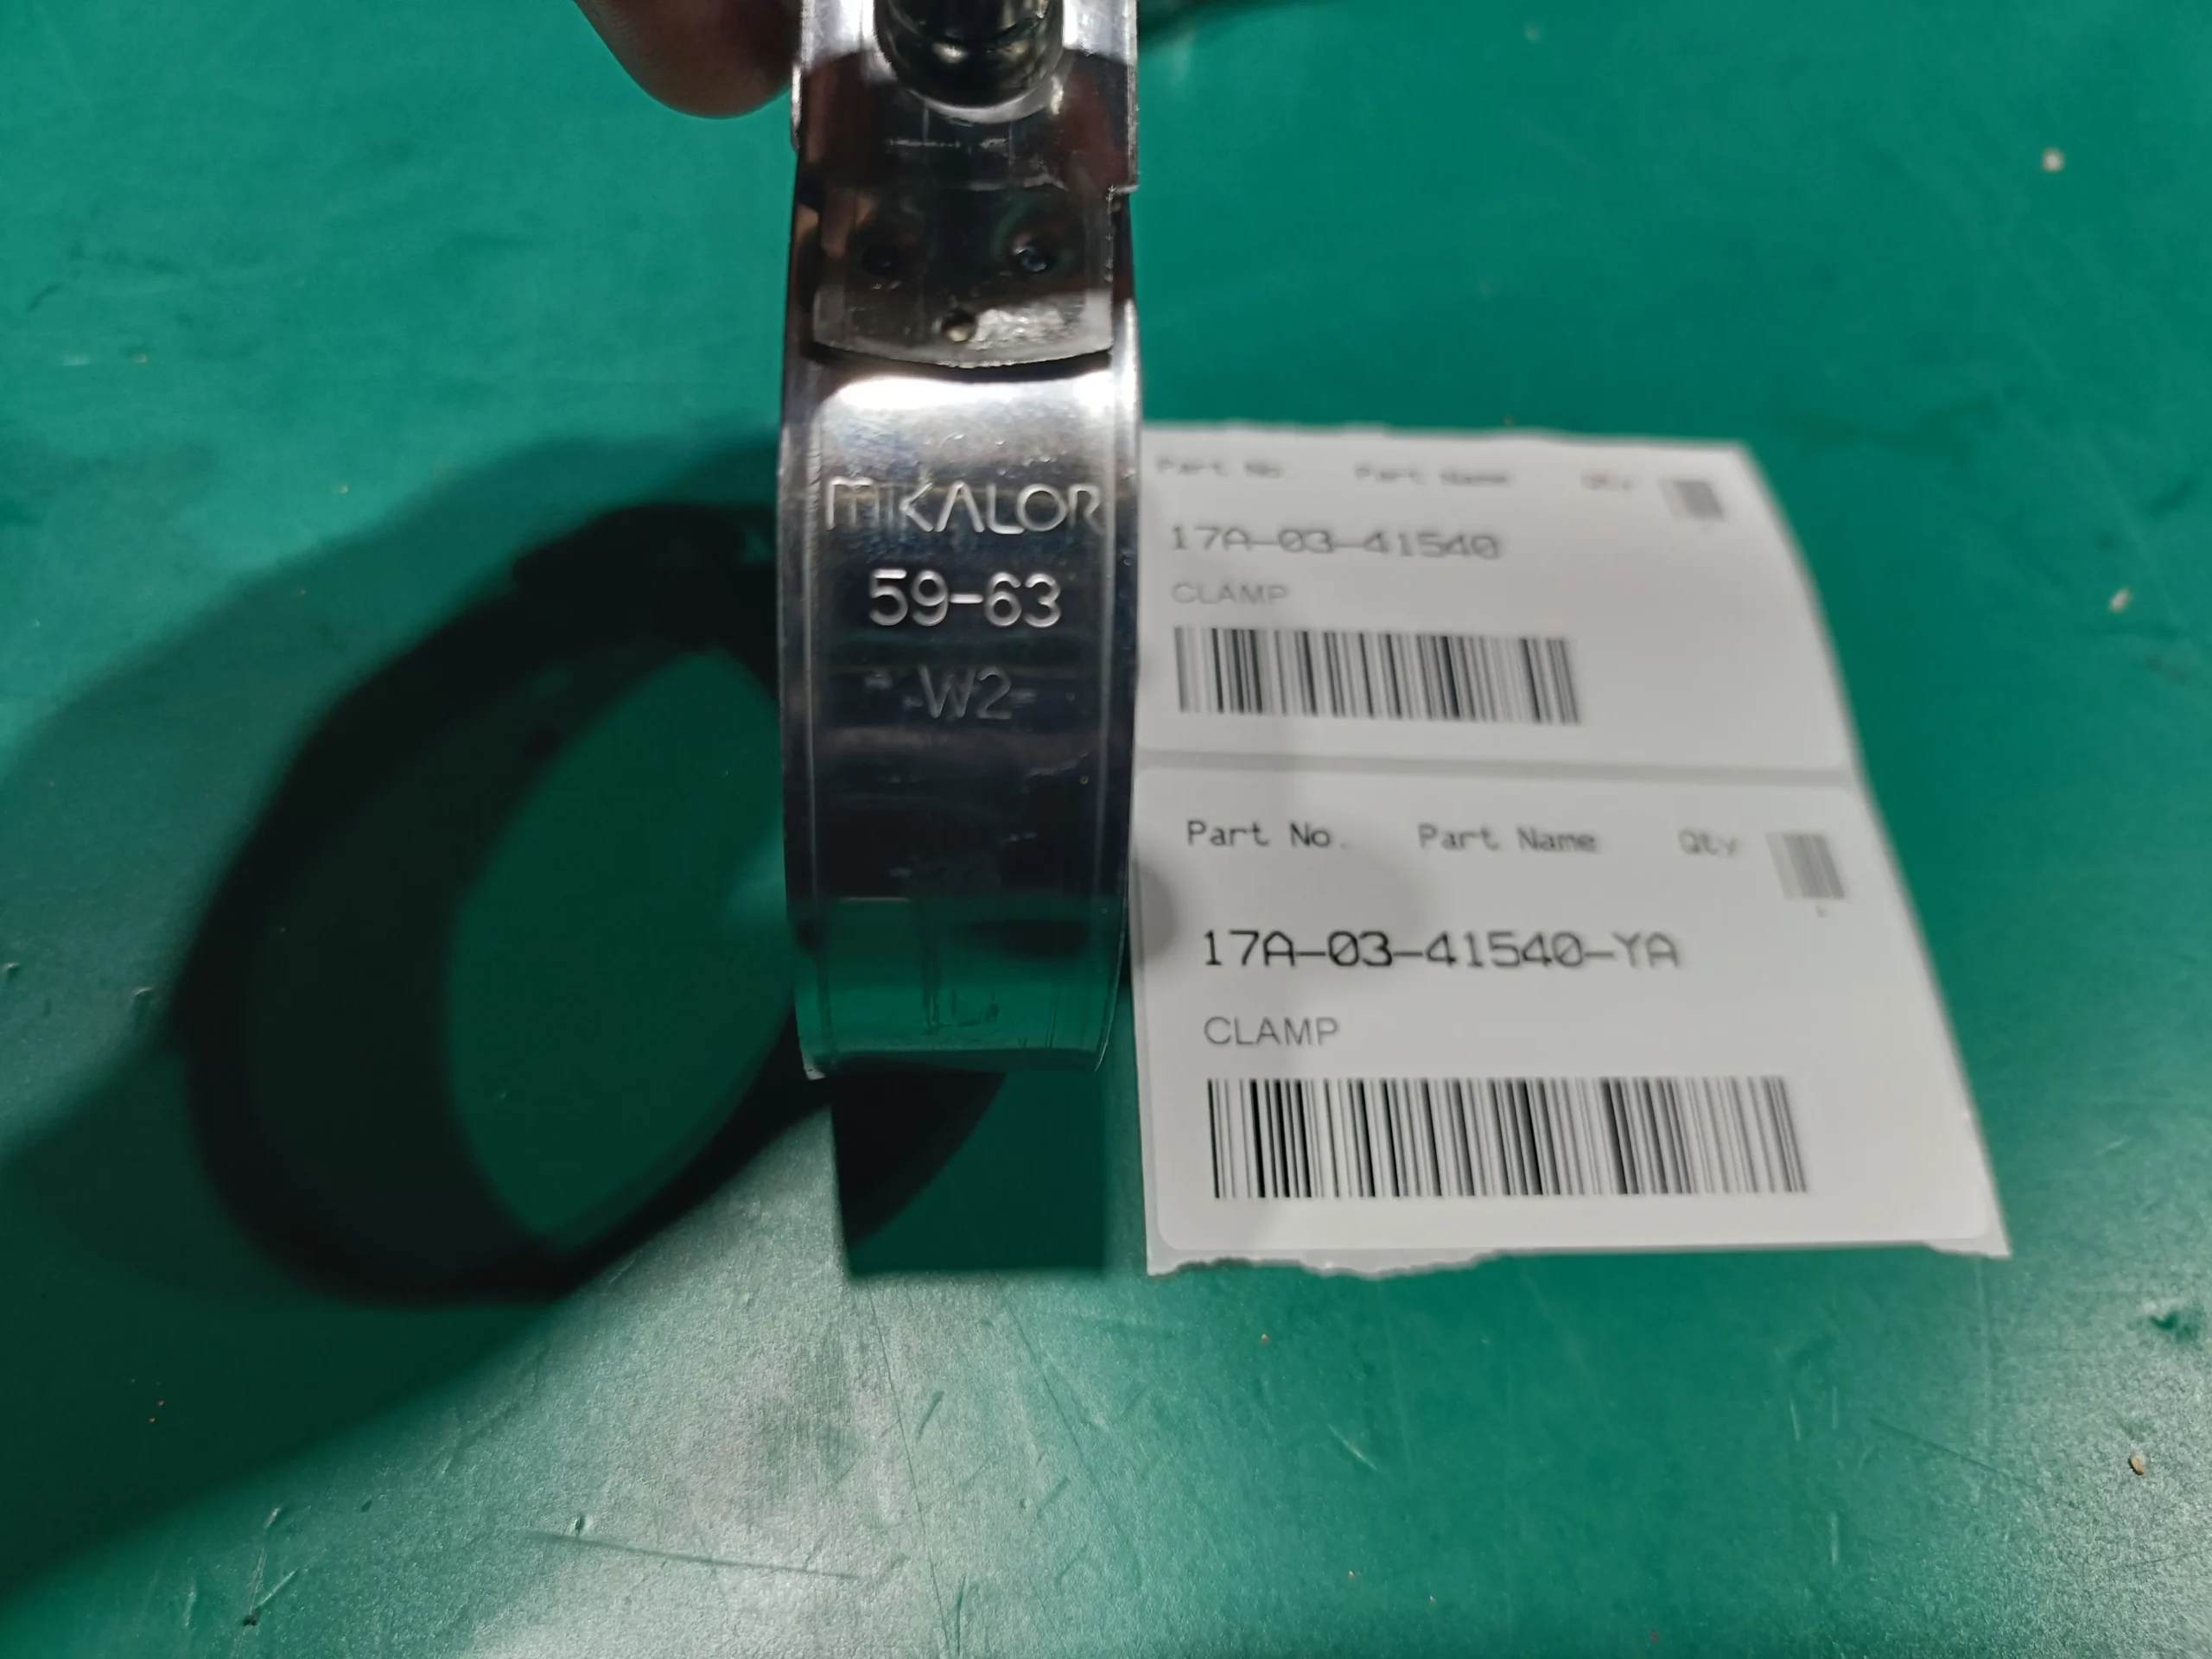 MIKALOR
59-63
W2
Part No Part Name Qty
17A-03-41540
CLAMP
Part No. Part Name Qty
17A-03-41540-YA
CLAMP